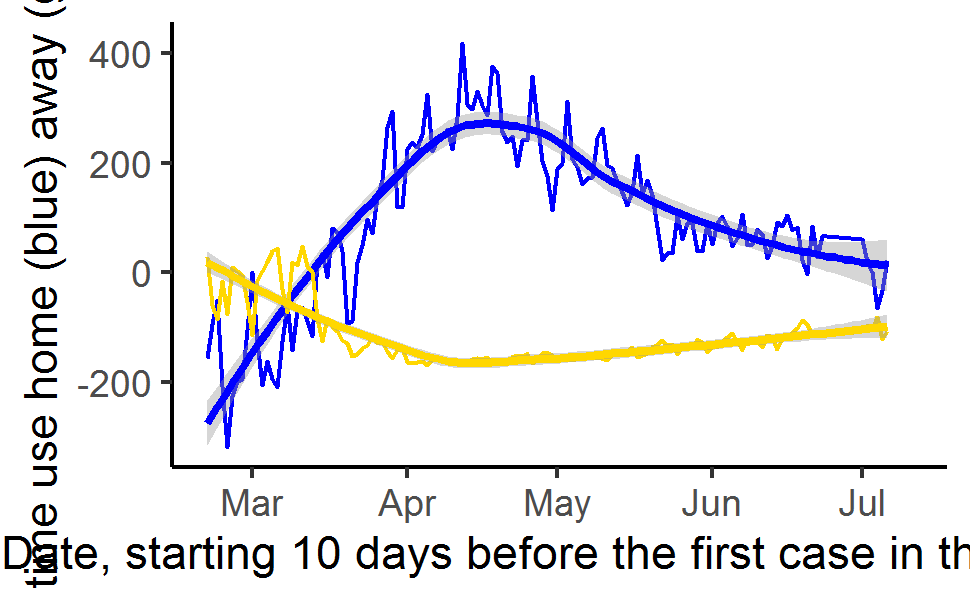 time use home (blue) away (g
400
200
0
-200
Mar Apr May Jun Jul
Date, starting 10 days before the first case in th